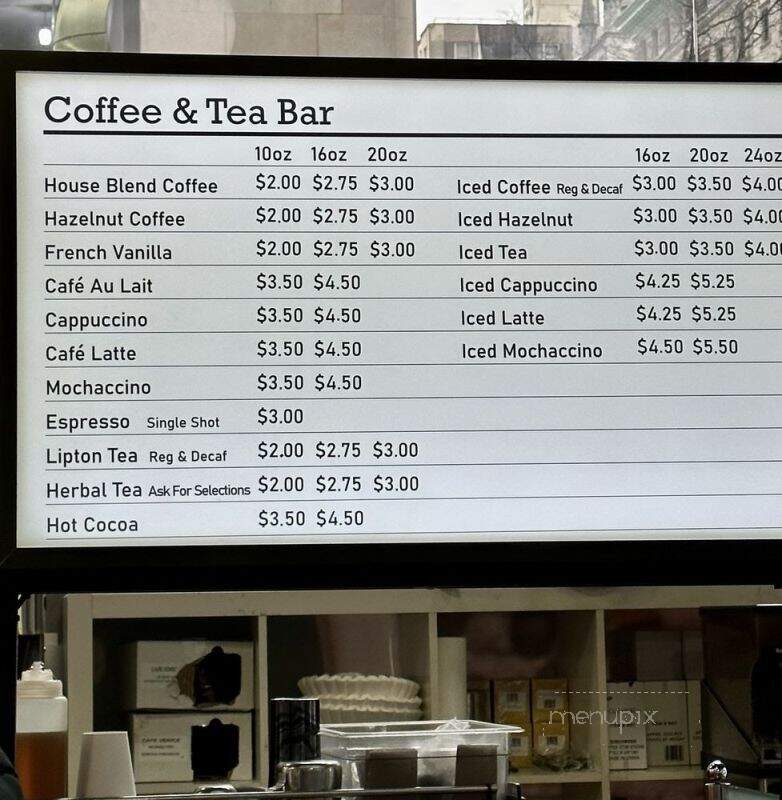 Coffee & Tea Bar
10oz 16oz 20oz
House Blend Coffee $2.00 $2.75 $3.00
Hazelnut Coffee $2.00 $2.75 $3.00
French Vanilla $2.00 $2.75 $3.00
Café Au Lait $3.50 $4.50
Cappuccino $3.50 $4.50
Café Latte $3.50 $4.50
Mochaccino $3.50 $4.50
Espresso Single Shot $3.00
Lipton Tea Reg & Decaf $2.00 $2.75 $3.00
Herbal Tea Ask For Selections $2.00 $2.75 $3.00
Hot Cocoa $3.50 $4.50
16oz 20oz 24oz
Iced Coffee Reg & Decaf $3.00 $3.50 $4.00
Iced Hazelnut $3.00 $3.50 $4.00
Iced Tea $3.00 $3.50 $4.00
Iced Cappuccino $4.25 $5.25
Iced Latte $4.25 $5.25
Iced Mochaccino $4.50 $5.50
menupix